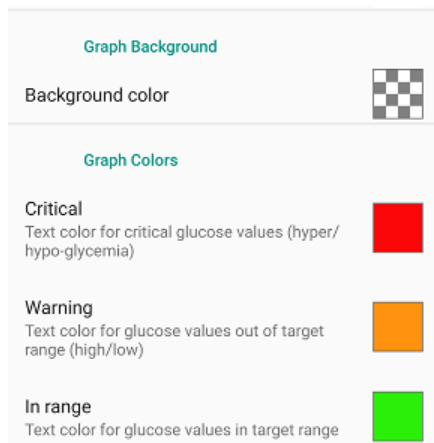 Graph Background
Background color
Graph Colors
Critical
Text color for critical glucose values (hyper/
hypo-glycemia)
Warning
Text color for glucose values out of target
range (high/low)
In range
Text color for glucose values in target range